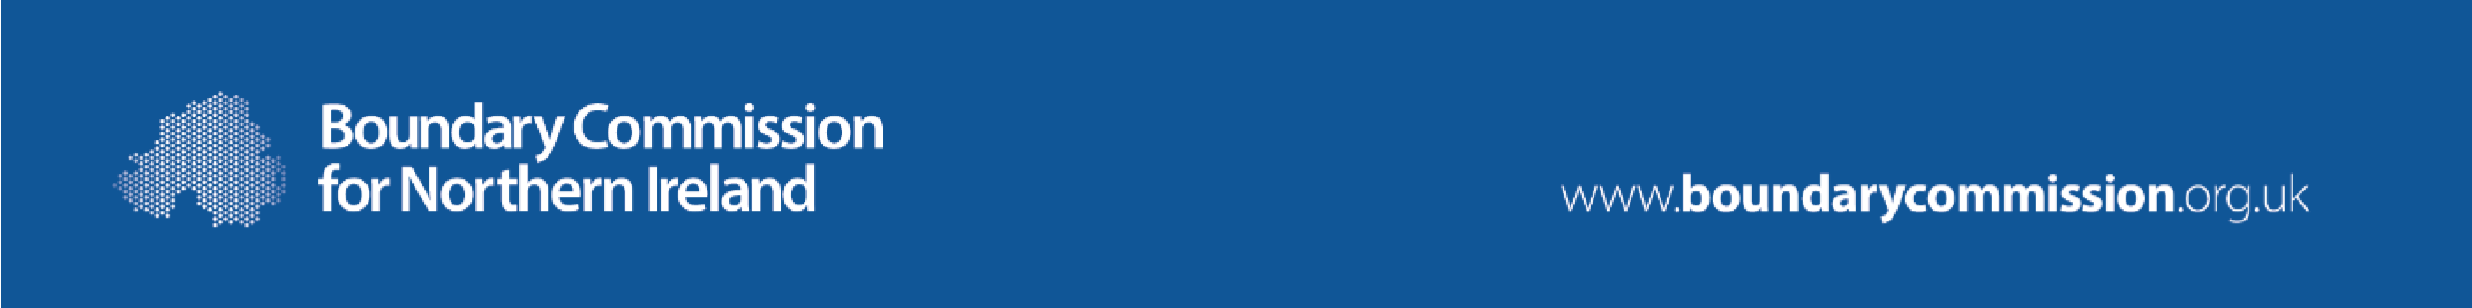 Boundary Commission
for Northern Ireland
www.boundarycommission.org.uk